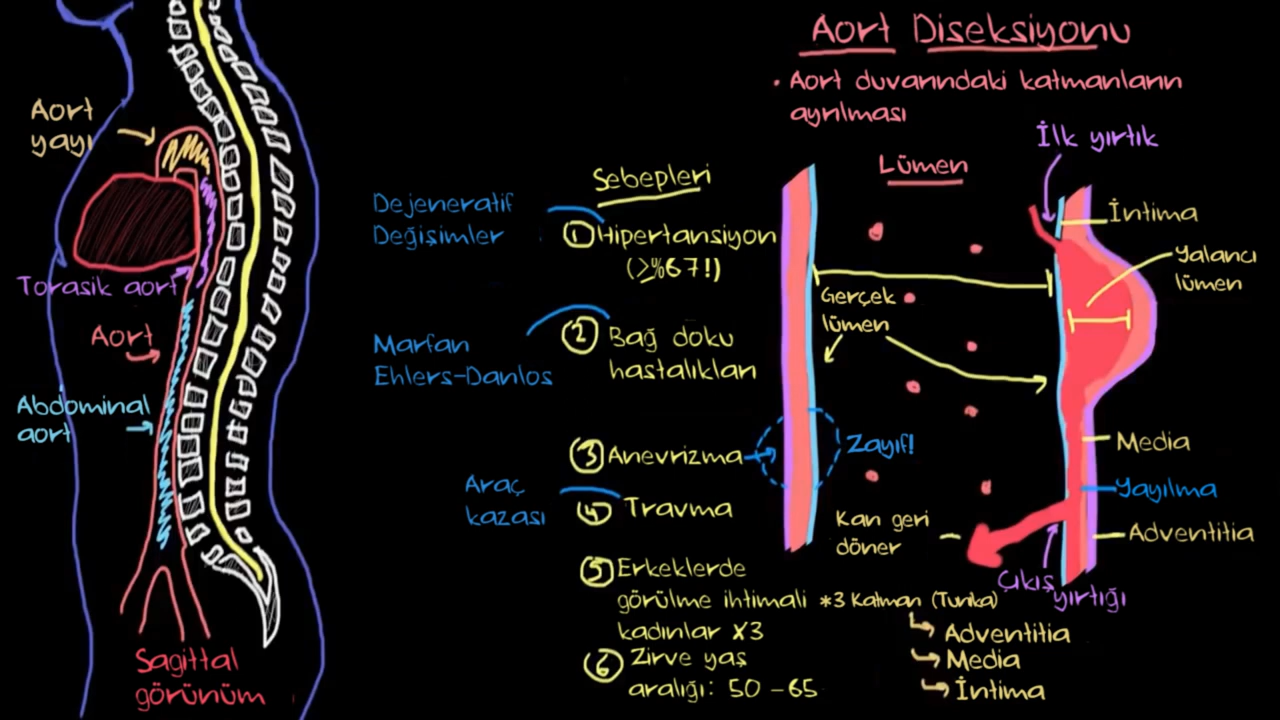 Aort Diseksiyonu
• Aort duvarındaki katmanların
ayrılması
Aort
yayı
Torasik aort
Aort
Abdominal
aort
Sagittal
görünüm
Sebepleri
Dejeneratif
Değişimler
① Hipertansiyon
(≥%67!)
Marfan
Ehlers-Danlos
② Bağ doku
hastalıkları
③ Anevrizma
Araç
kazası
④ Travma
⑤ Erkeklerde
görülme ihtimali
kadınlar x3
⑥ Zirve yaş
aralığı: 50 - 65
Lümen
İlk yırtık
İntima
Yalancı
lümen
Gerçek
lümen
Zayıf!
Media
Yayılma
Kan geri
döner
Adventitia
Çıkış
yırtığı
*3 Katman (Tunika)
Adventitia
Media
İntima